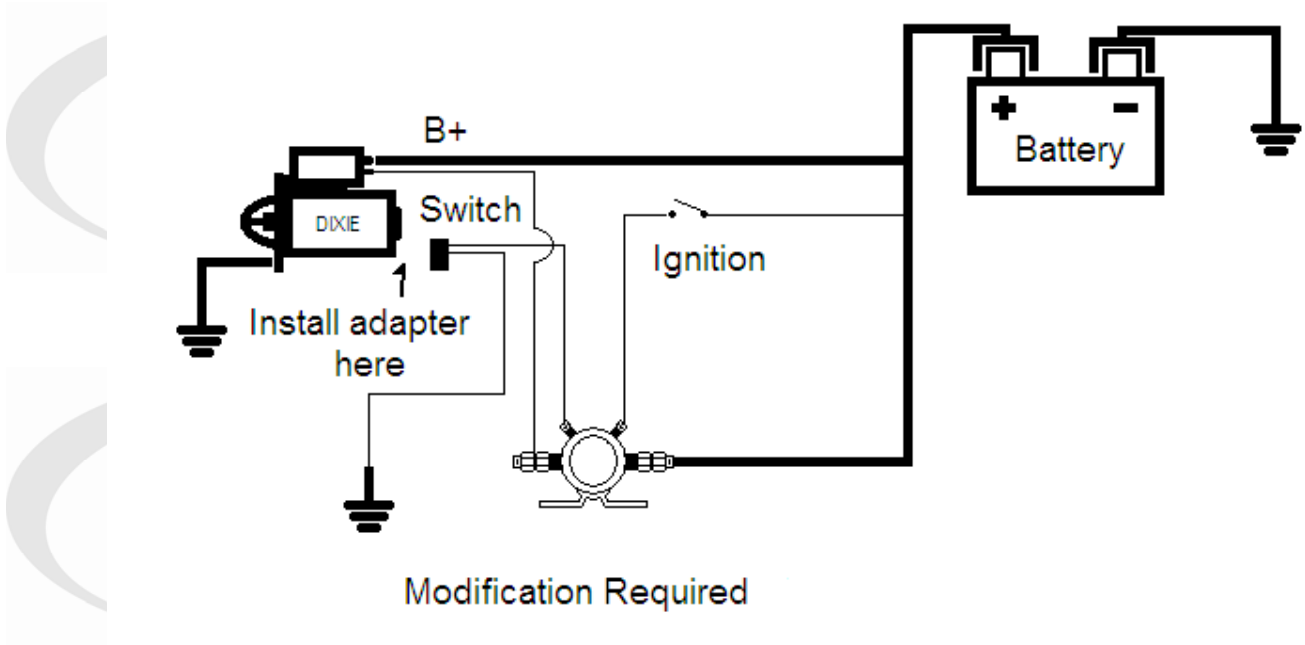 B+
+ −
Battery
DIXIE
Switch
Ignition
Install adapter
here
Modification Required